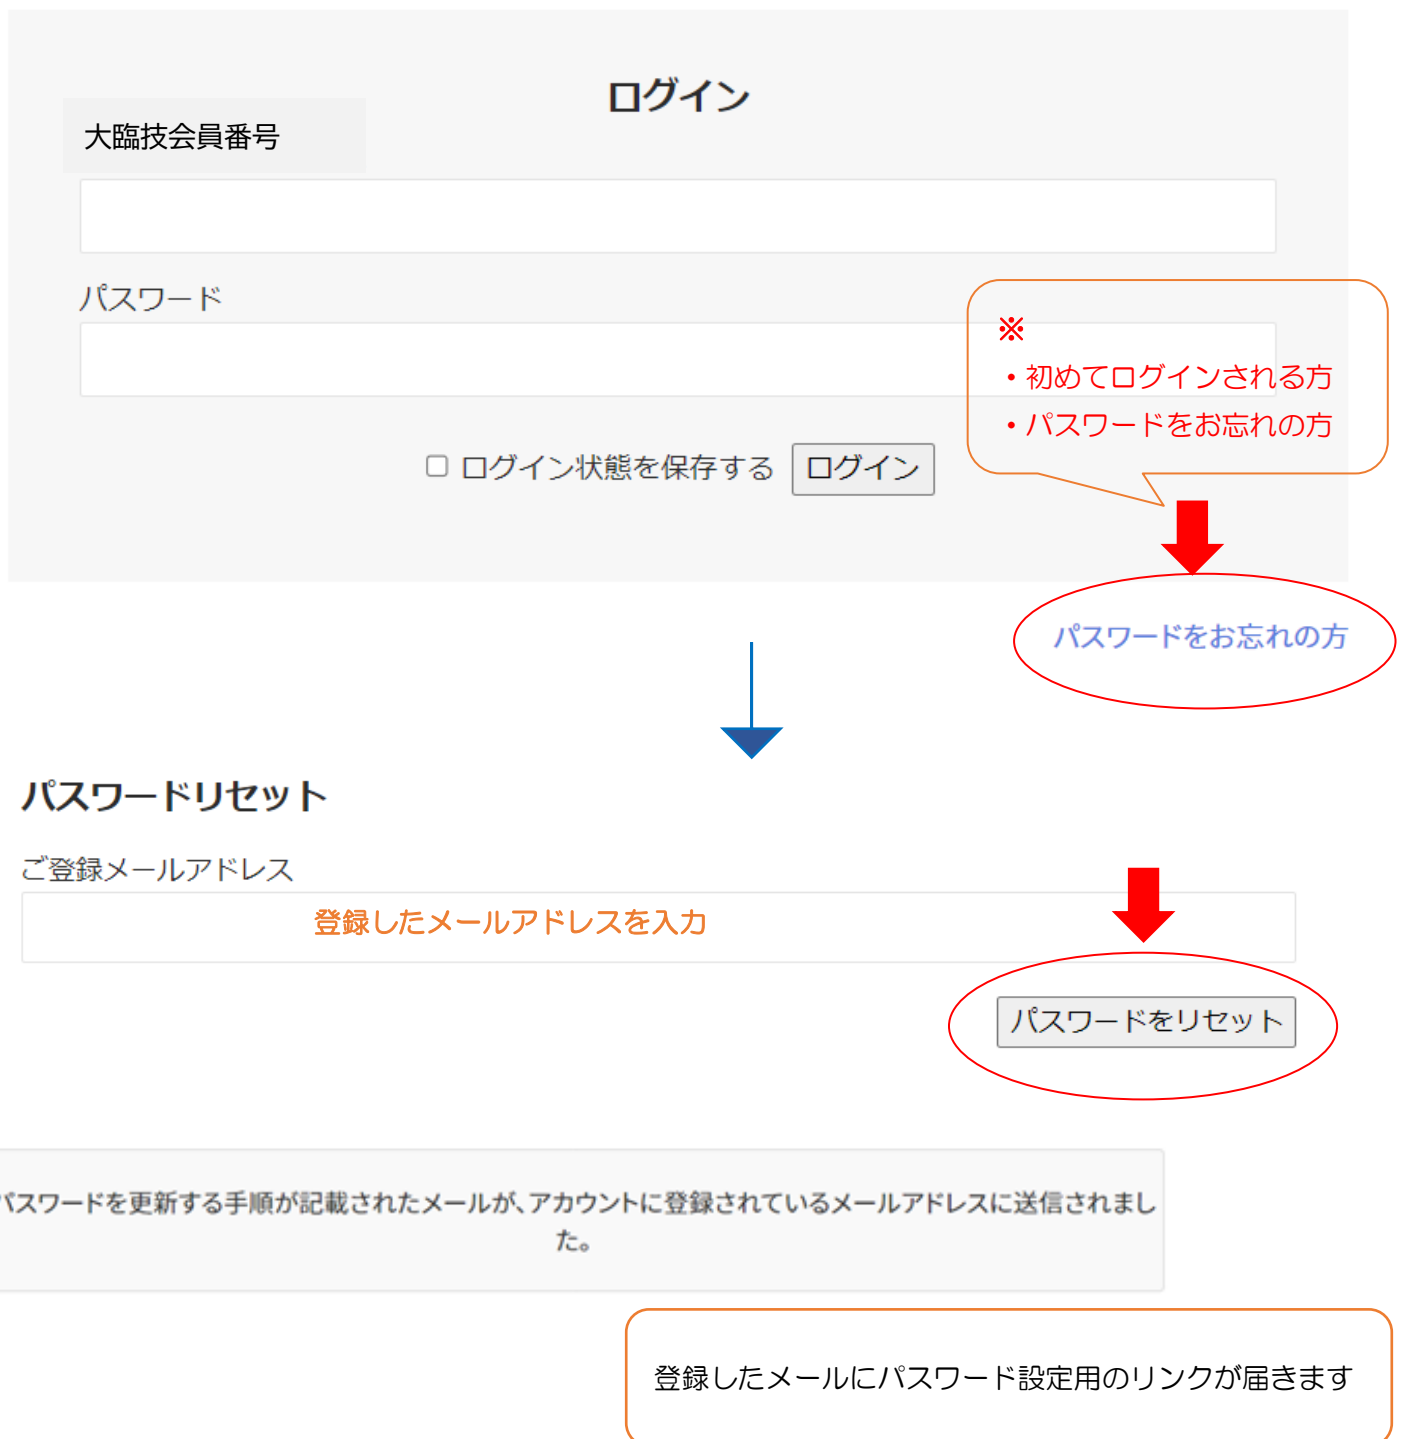 ログイン
大臨技会員番号
パスワード
※
・初めてログインされる方
・パスワードをお忘れの方
ログイン状態を保存する
ログイン
パスワードをお忘れの方
パスワードリセット
ご登録メールアドレス
登録したメールアドレスを入力
パスワードをリセット
パスワードを更新する手順が記載されたメールが、アカウントに登録されているメールアドレスに送信されまし
た。
登録したメールにパスワード設定用のリンクが届きます